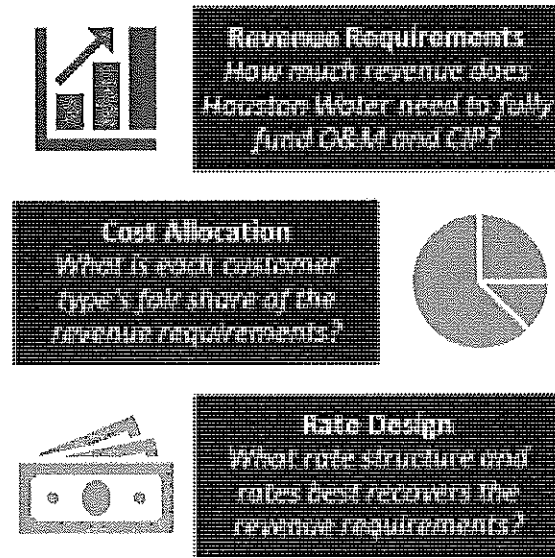 Revenue Requirements
How much revenue does
Houston Water need to fully
fund O&M and CIP?
Cost Allocation
What is each customer
type's fair share of the
revenue requirements?
Rate Design
What rate structure and
rates best recovers the
revenue requirements?